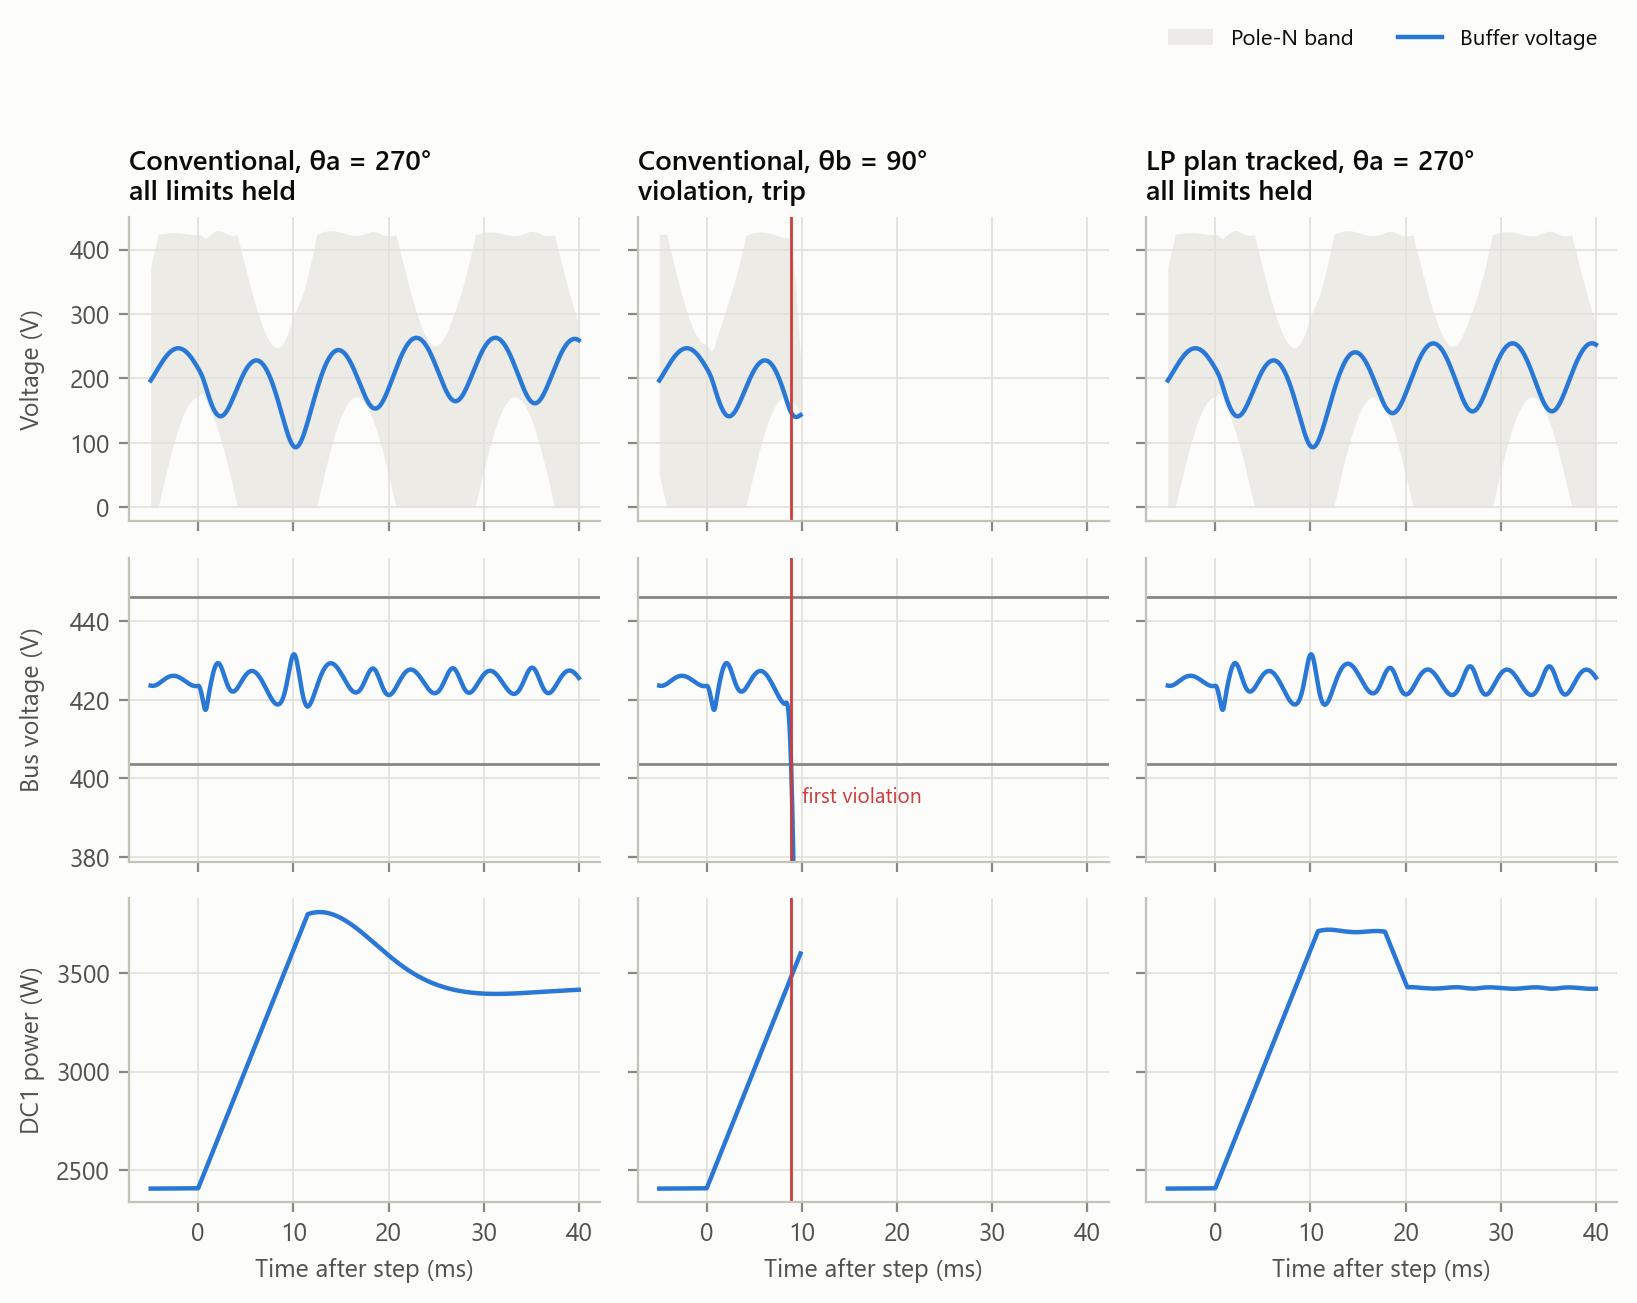 Pole-N band
Buffer voltage
Conventional, θa = 270°
all limits held
Conventional, θb = 90°
violation, trip
LP plan tracked, θa = 270°
all limits held
Voltage (V)
400
300
200
100
0
Bus voltage (V)
440
420
400
380
first violation
DC1 power (W)
3500
3000
2500
0 10 20 30 40
0 10 20 30 40
0 10 20 30 40
Time after step (ms)
Time after step (ms)
Time after step (ms)